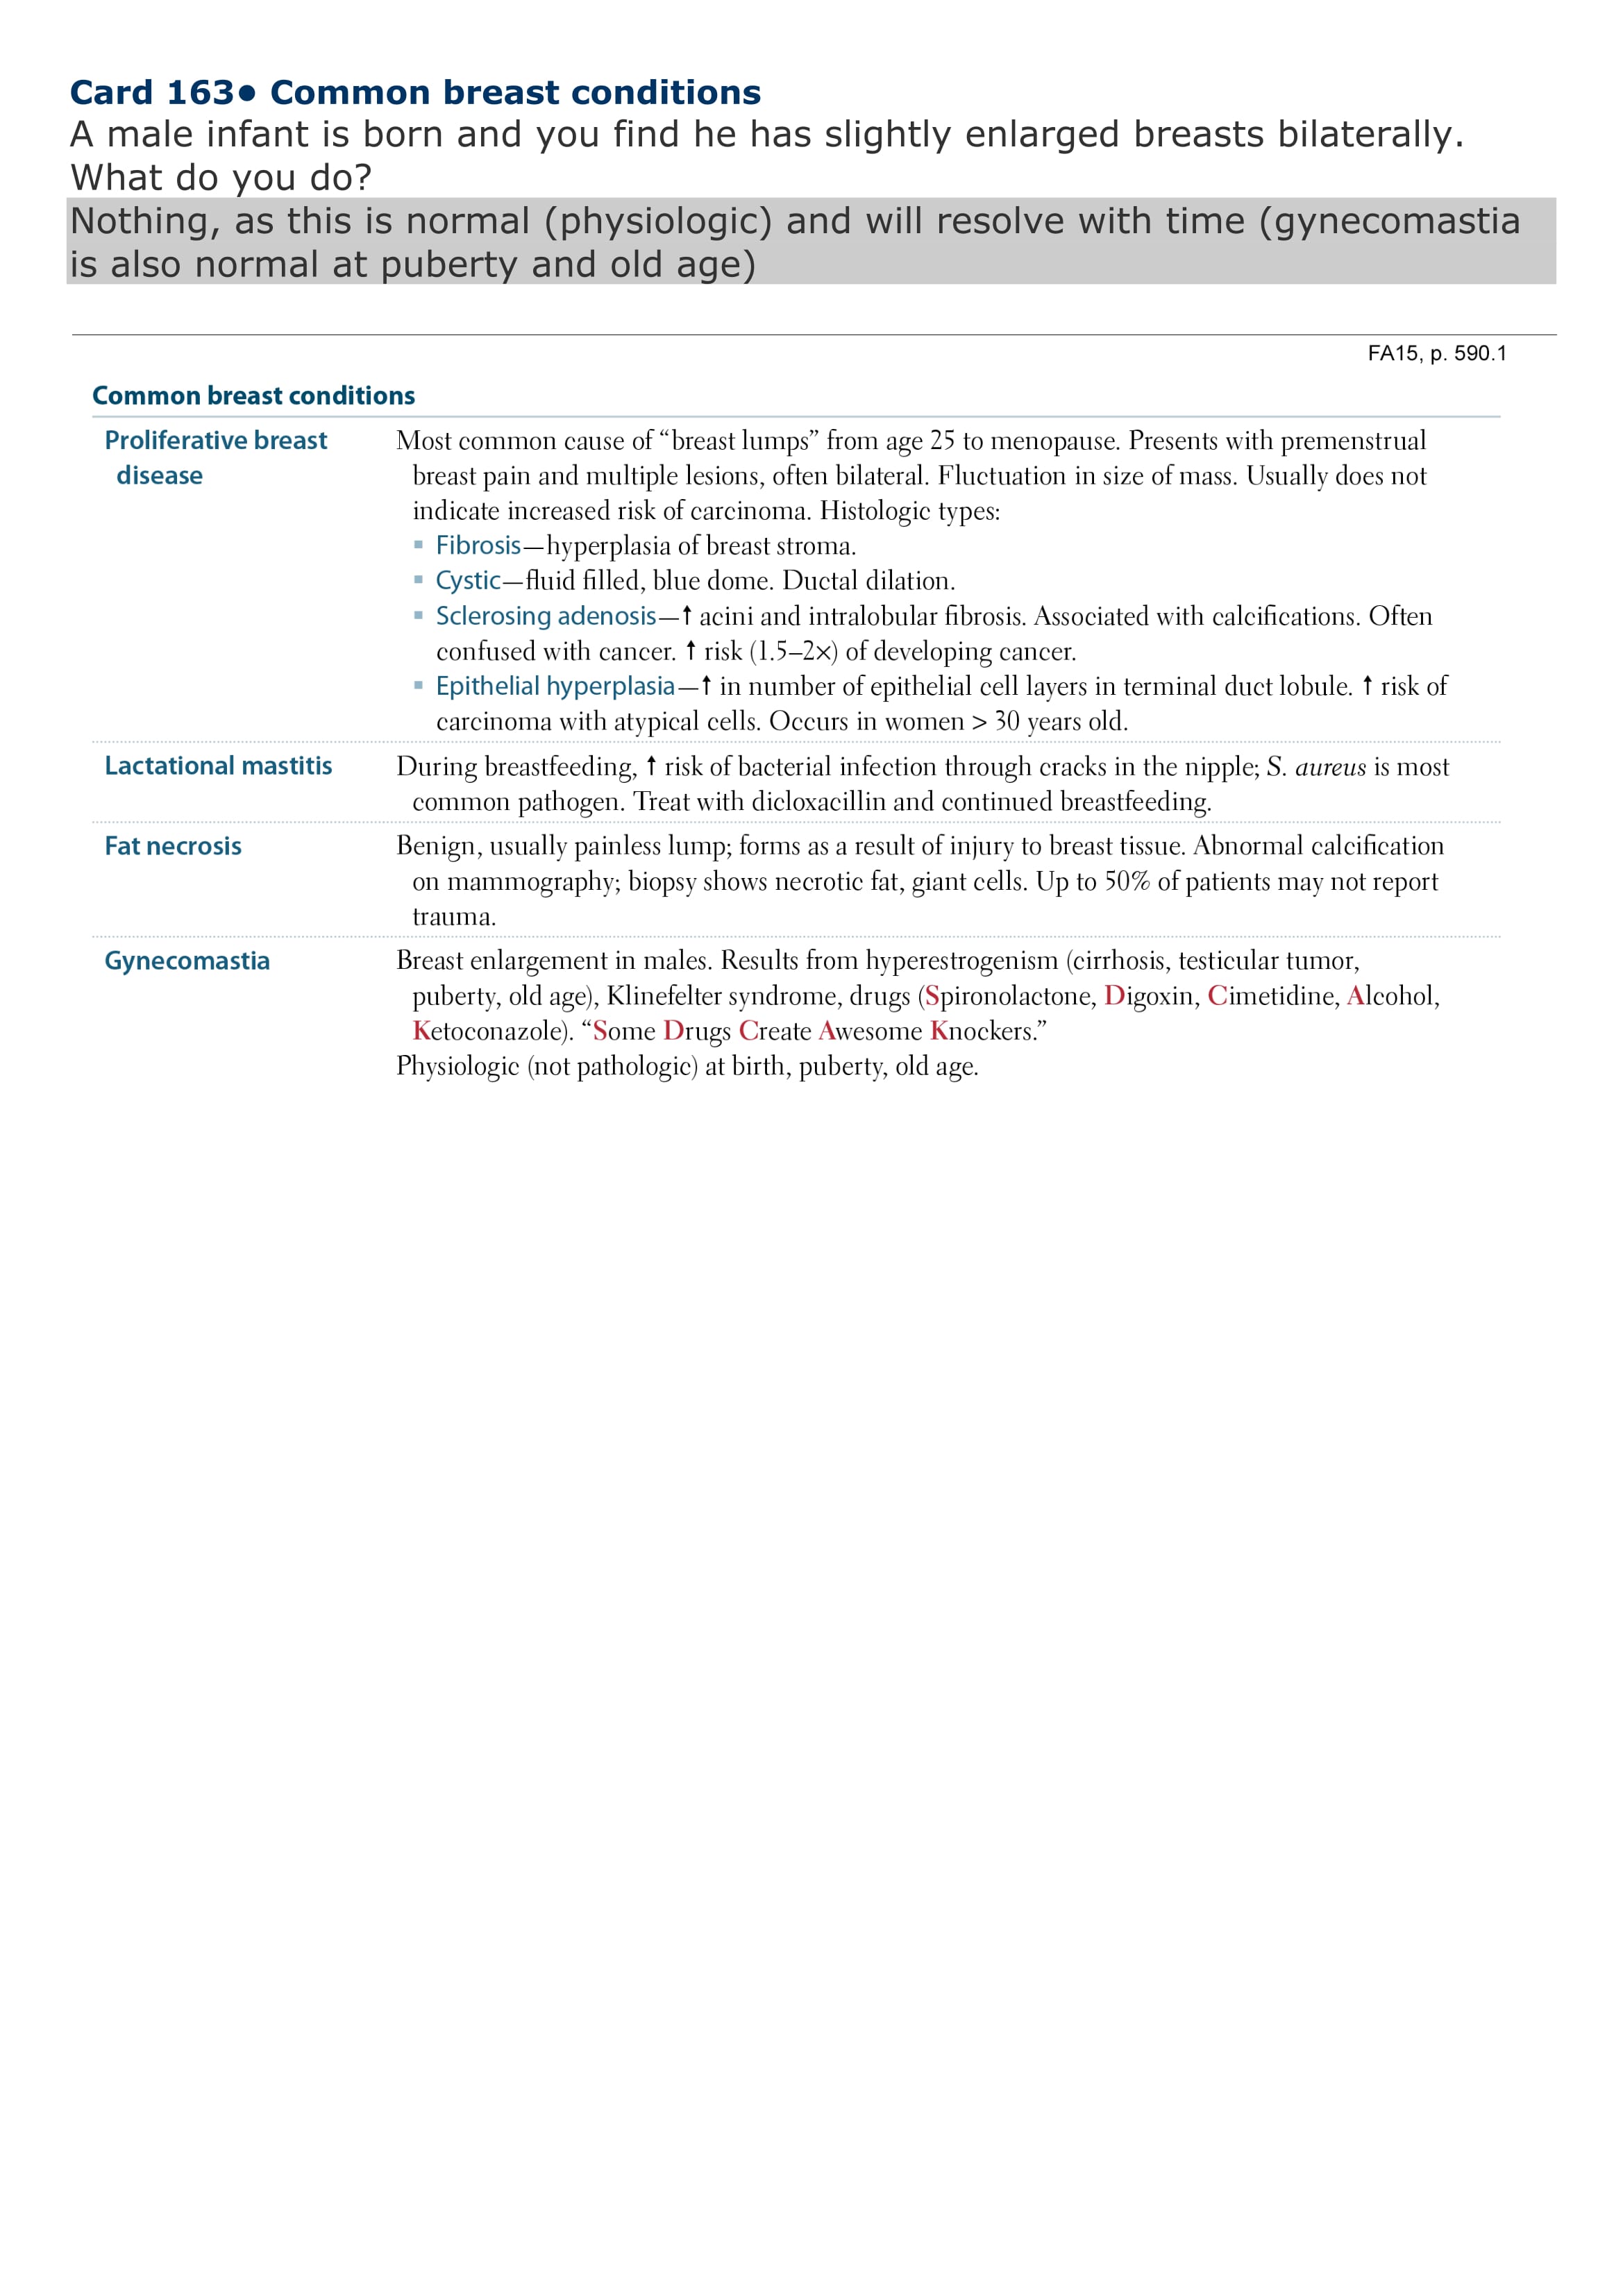 Card 163• Common breast conditions
A male infant is born and you find he has slightly enlarged breasts bilaterally.
What do you do?
Nothing, as this is normal (physiologic) and will resolve with time (gynecomastia
is also normal at puberty and old age)
FA15, p. 590.1
Common breast conditions
Proliferative breast
disease
Most common cause of “breast lumps” from age 25 to menopause. Presents with premenstrual
breast pain and multiple lesions, often bilateral. Fluctuation in size of mass. Usually does not
indicate increased risk of carcinoma. Histologic types:
▪ Fibrosis—hyperplasia of breast stroma.
▪ Cystic—fluid filled, blue dome. Ductal dilation.
▪ Sclerosing adenosis—↑ acini and intralobular fibrosis. Associated with calcifications. Often
confused with cancer. ↑ risk (1.5–2×) of developing cancer.
▪ Epithelial hyperplasia—↑ in number of epithelial cell layers in terminal duct lobule. ↑ risk of
carcinoma with atypical cells. Occurs in women > 30 years old.
Lactational mastitis
During breastfeeding, ↑ risk of bacterial infection through cracks in the nipple; S. aureus is most
common pathogen. Treat with dicloxacillin and continued breastfeeding.
Fat necrosis
Benign, usually painless lump; forms as a result of injury to breast tissue. Abnormal calcification
on mammography; biopsy shows necrotic fat, giant cells. Up to 50% of patients may not report
trauma.
Gynecomastia
Breast enlargement in males. Results from hyperestrogenism (cirrhosis, testicular tumor,
puberty, old age), Klinefelter syndrome, drugs (Spironolactone, Digoxin, Cimetidine, Alcohol,
Ketoconazole). “Some Drugs Create Awesome Knockers.”
Physiologic (not pathologic) at birth, puberty, old age.